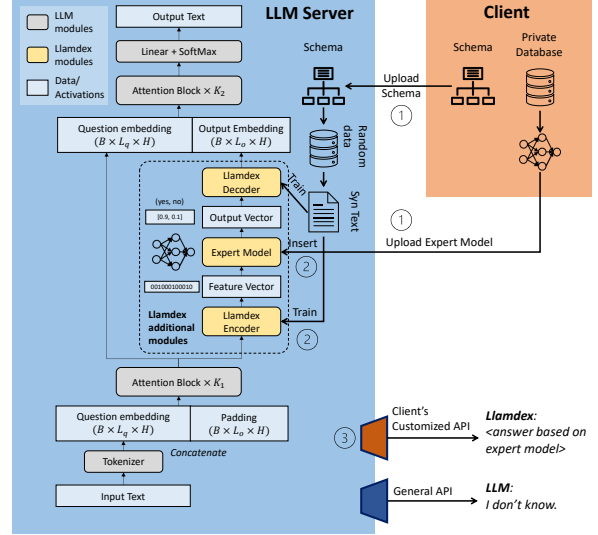 LLM
modules
Llamdex
modules
Data/
Activations
Output Text
Linear + SoftMax
Attention Block × K₂
Question embedding
(B × L_q × H)
Output Embedding
(B × L_o × H)
Llamdex
Decoder
(yes, no)
[0.9, 0.1]
Output Vector
Expert Model
001000100010
Feature Vector
Llamdex
additional
modules
Llamdex
Encoder
Attention Block × K₁
Question embedding
(B × L_q × H)
Padding
(B × L_o × H)
Concatenate
Tokenizer
Input Text
LLM Server
Schema
Random
data
Syn Text
Train
Insert
2
Train
2
Upload
Schema
1
1
Upload Expert Model
Client
Schema
Private
Database
3
Client's
Customized API
Llamdex:
<answer based on
expert model>
General API
LLM:
I don't know.